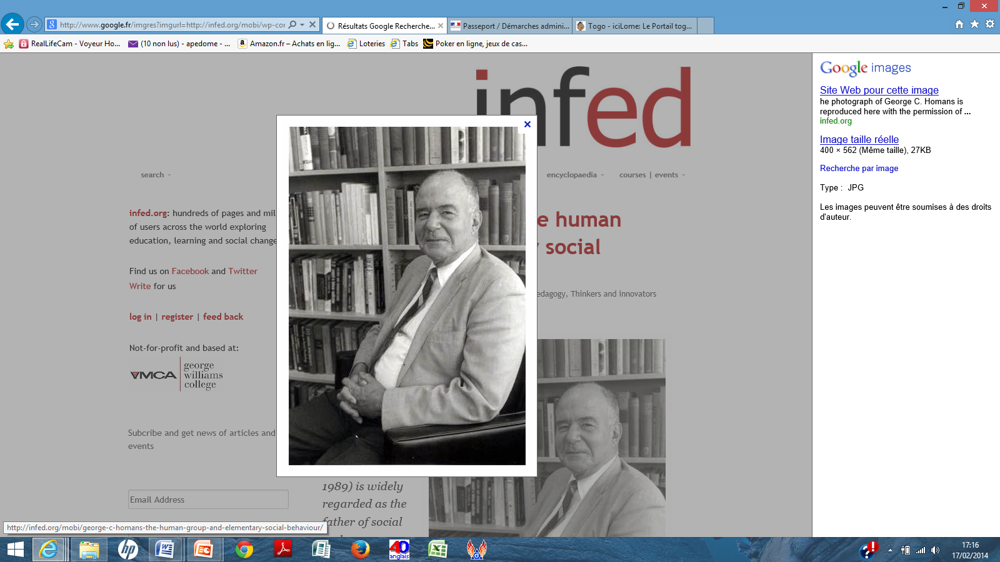 http://www.google.fr/imgres?imgurl=http://infed.org/mobi/wp-cor
Résultats Google Recherche...
Passeport / Démarches admini...
Togo - iciLome: Le Portail tog...
RealLifeCam - Voyeur Ho...
(10 non lus) - apedome - ...
Amazon.fr – Achats en lig...
Loteries
Tabs
Poker en ligne, jeux de cas...
infed
search
encyclopaedia
courses | events
infed.org: hundreds of pages and mil
of users across the world exploring
education, learning and social change
Find us on Facebook and Twitter
Write for us
log in | register | feed back
Not-for-profit and based at:
YMCA
george
williams
college
Subcribe and get news of articles and
events
Email Address
e human
social
edagogy, Thinkers and innovators
1989) is widely
regarded as the
father of social
http://infed.org/mobi/george-c-homans-the-human-group-and-elementary-social-behaviour/
Google images
Site Web pour cette image
he photograph of George C. Homans is
reproduced here with the permission of ...
infed.org
Image taille réelle
400 × 562 (Même taille), 27KB
Recherche par image
Type : JPG
Les images peuvent être soumises à des droits
d'auteur.
hp
40
anglais
17:16
17/02/2014